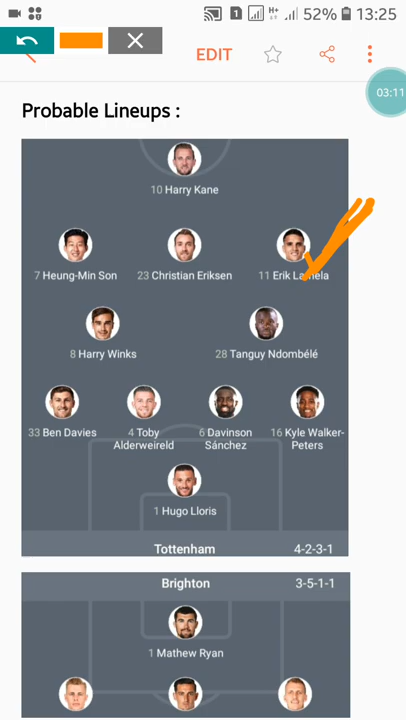 1 H+ 52% 13:25
EDIT
03:11
Probable Lineups :
10 Harry Kane
7 Heung-Min Son 23 Christian Eriksen 11 Erik Lamela
8 Harry Winks 28 Tanguy Ndombélé
33 Ben Davies 4 Toby Alderweireld 6 Davinson Sánchez 16 Kyle Walker-Peters
1 Hugo Lloris
Tottenham 4-2-3-1
Brighton 3-5-1-1
1 Mathew Ryan